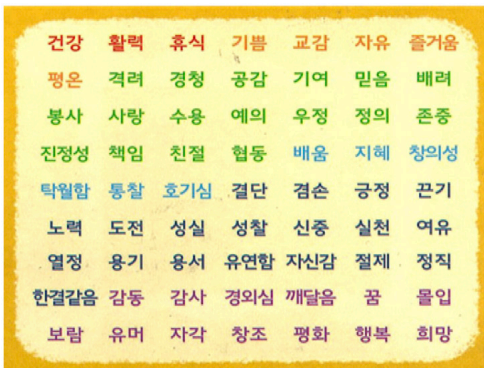 건강 활력 휴식 기쁨 교감 자유 즐거움
평온 격려 경청 공감 기여 믿음 배려
봉사 사랑 수용 예의 우정 정의 존중
진정성 책임 친절 협동 배움 지혜 창의성
탁월함 통찰 호기심 결단 겸손 긍정 끈기
노력 도전 성실 성찰 신중 실천 여유
열정 용기 용서 유연함 자신감 절제 정직
한결같음 감동 감사 경외심 깨달음 꿈 몰입
보람 유머 자각 창조 평화 행복 희망